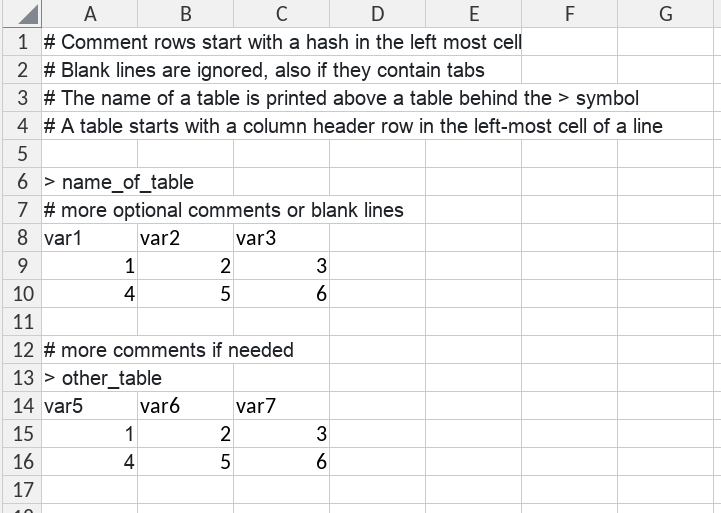 A B C D E F G
1 # Comment rows start with a hash in the left most cell
2 # Blank lines are ignored, also if they contain tabs
3 # The name of a table is printed above a table behind the > symbol
4 # A table starts with a column header row in the left-most cell of a line
5
6 > name_of_table
7 # more optional comments or blank lines
8 var1 var2 var3
9 1 2 3
10 4 5 6
11
12 # more comments if needed
13 > other_table
14 var5 var6 var7
15 1 2 3
16 4 5 6
17